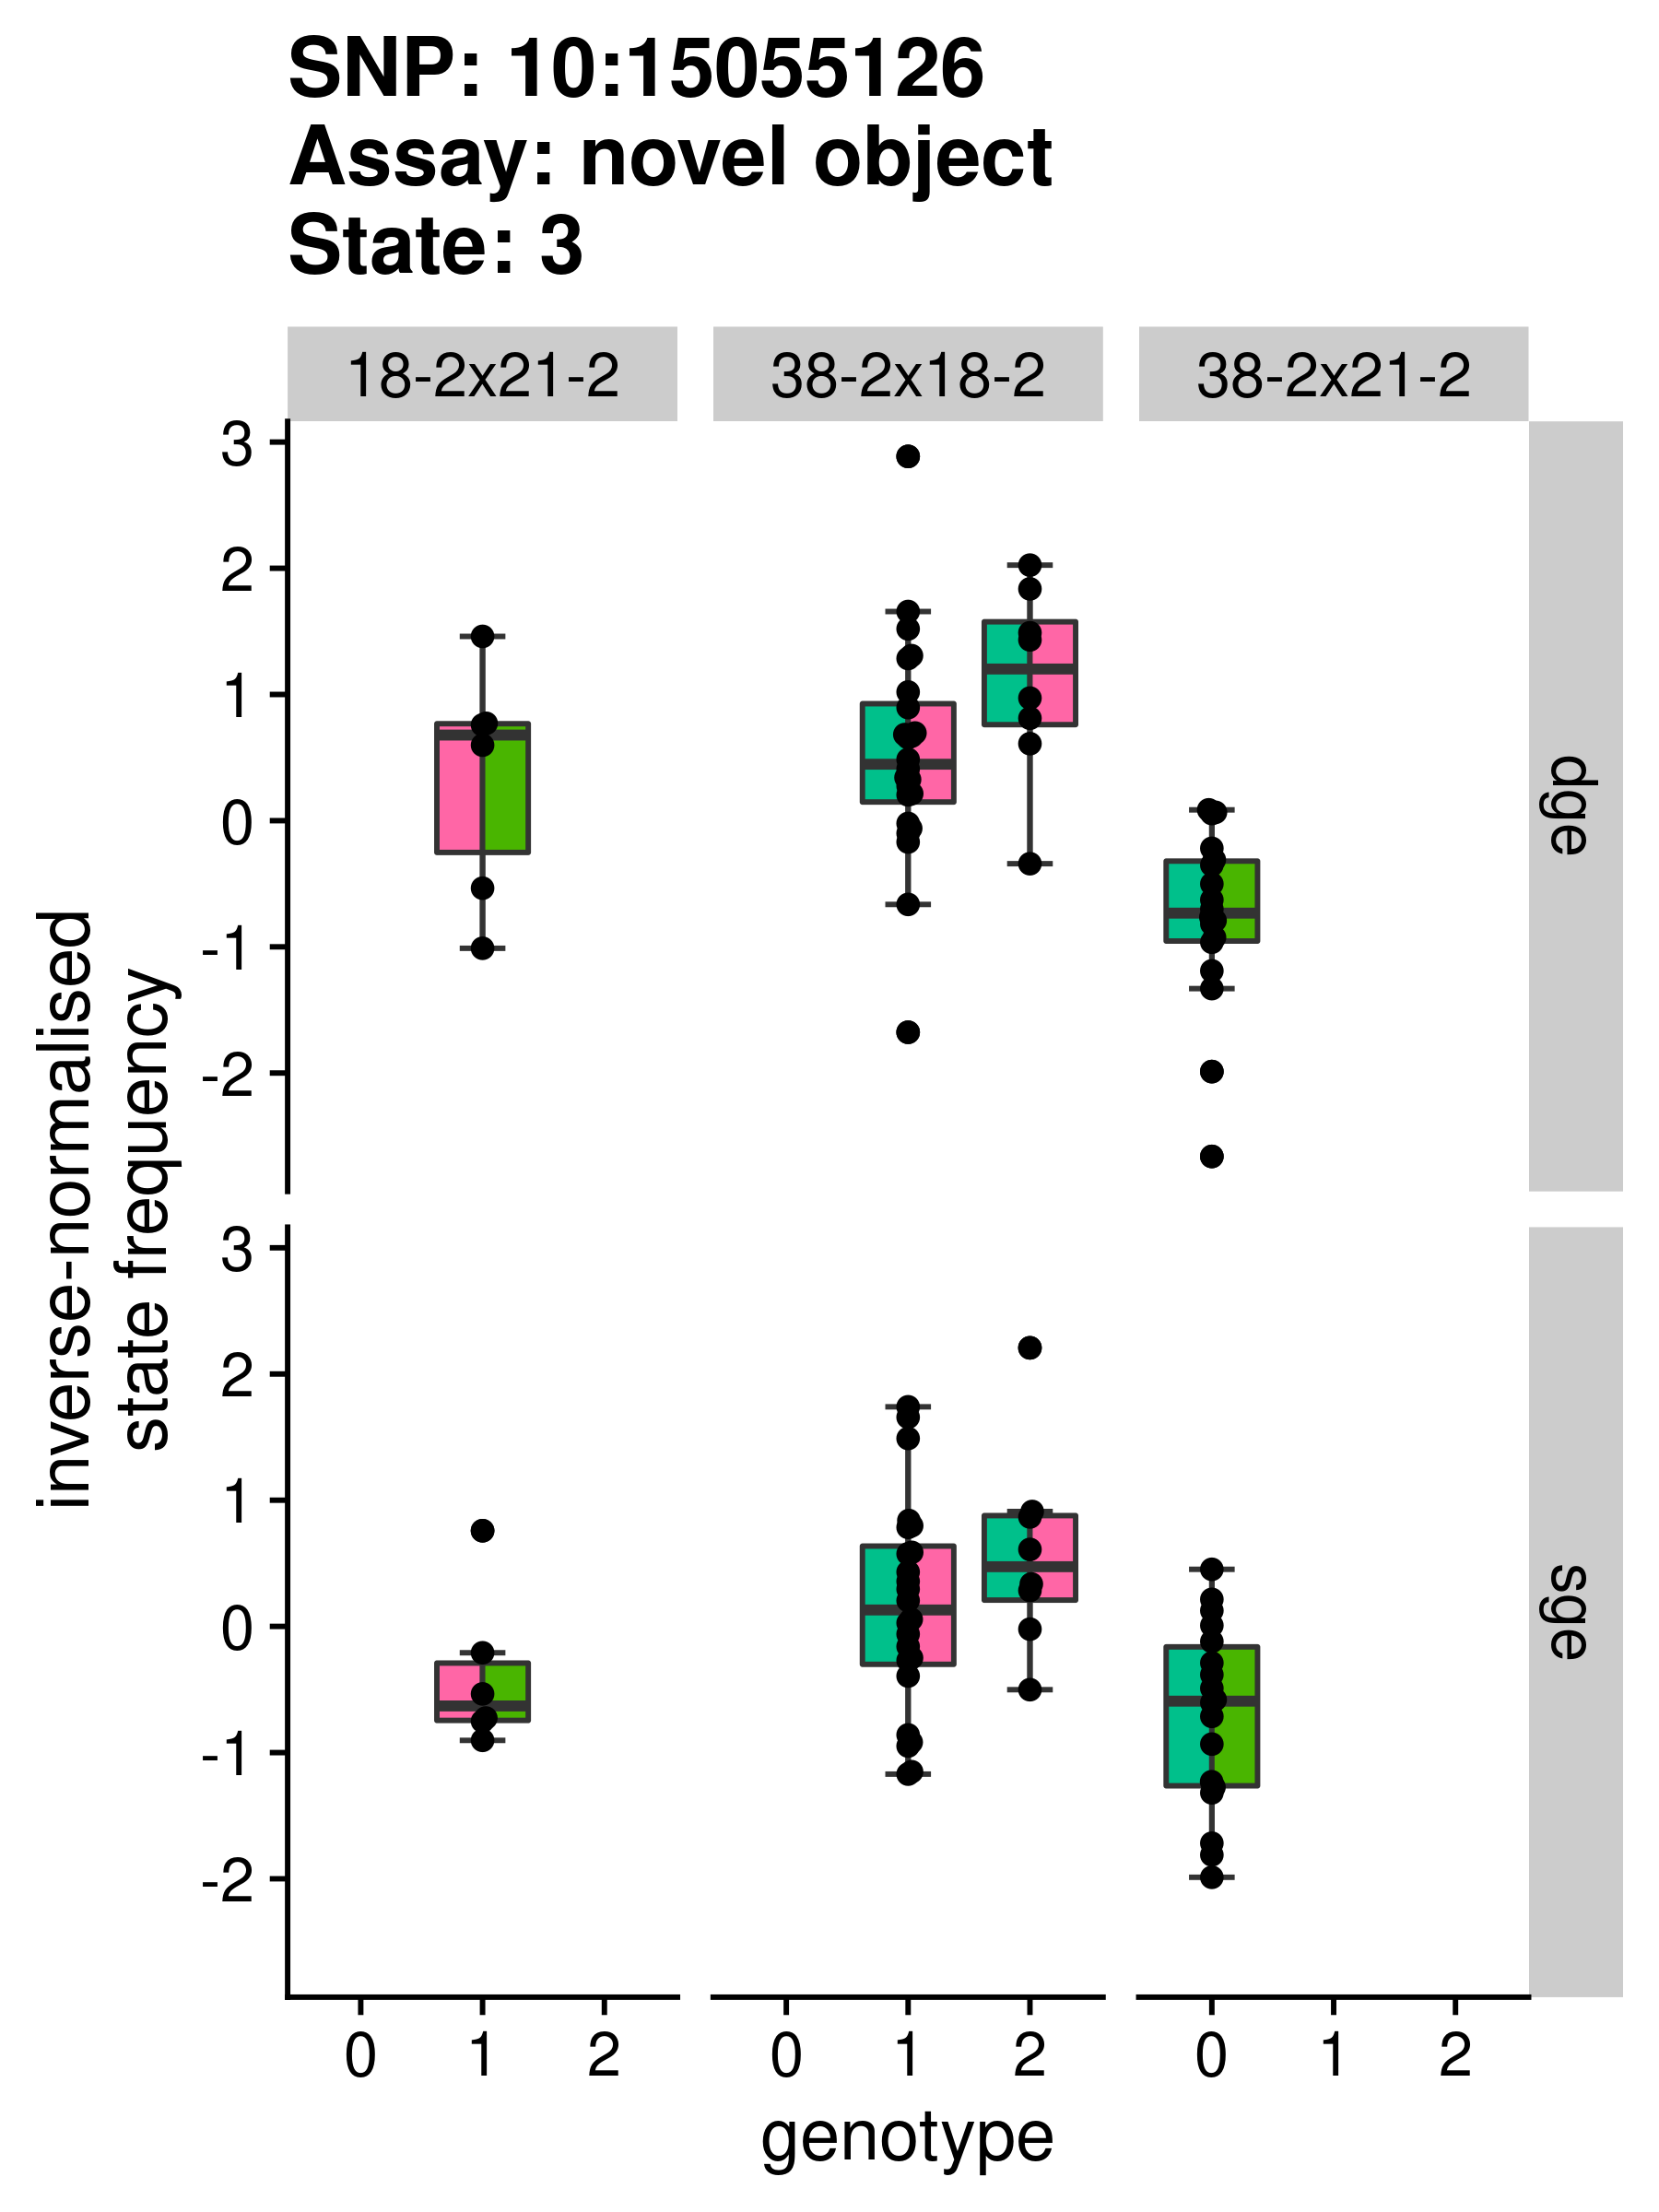 SNP: 10:15055126
Assay: novel object
State: 3
18-2x21-2 38-2x18-2 38-2x21-2
3
2
1
0
-1
-2
dge
inverse-normalised
state frequency
3
2
1
0
-1
-2
sge
0 1 2 0 1 2 0 1 2
genotype